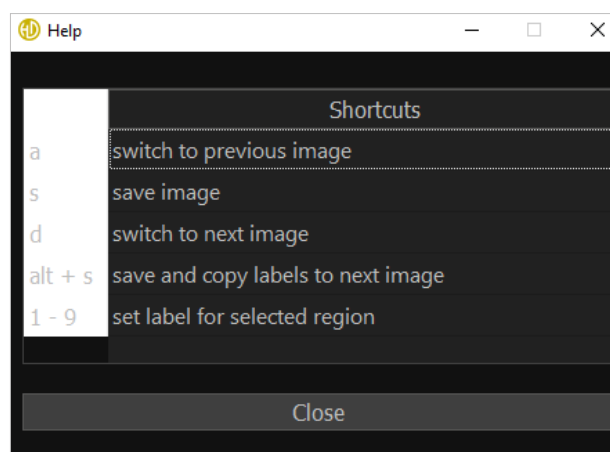 Help
Shortcuts
a switch to previous image
s save image
d switch to next image
alt + s save and copy labels to next image
1 - 9 set label for selected region
Close